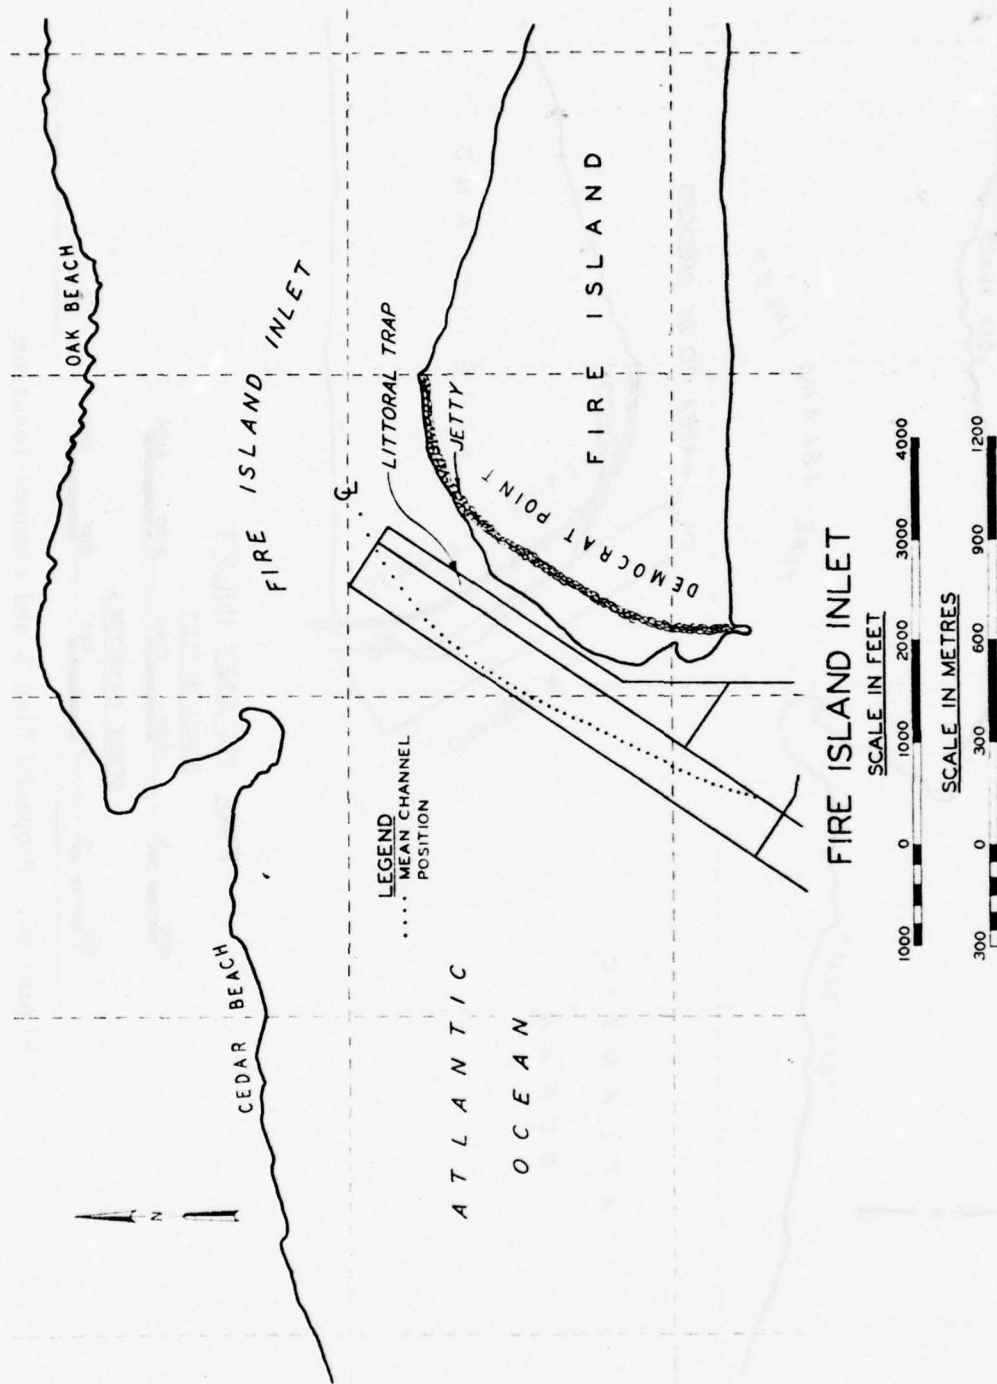 OAK BEACH
FIRE ISLAND INLET
CEDAR BEACH
N
℄
LITTORAL TRAP
JETTY
DEMOCRAT POINT
FIRE ISLAND
LEGEND
.... MEAN CHANNEL
POSITION
ATLANTIC
OCEAN
FIRE ISLAND INLET
SCALE IN FEET
1000 0 1000 2000 3000 4000
SCALE IN METRES
300 0 300 600 900 1200